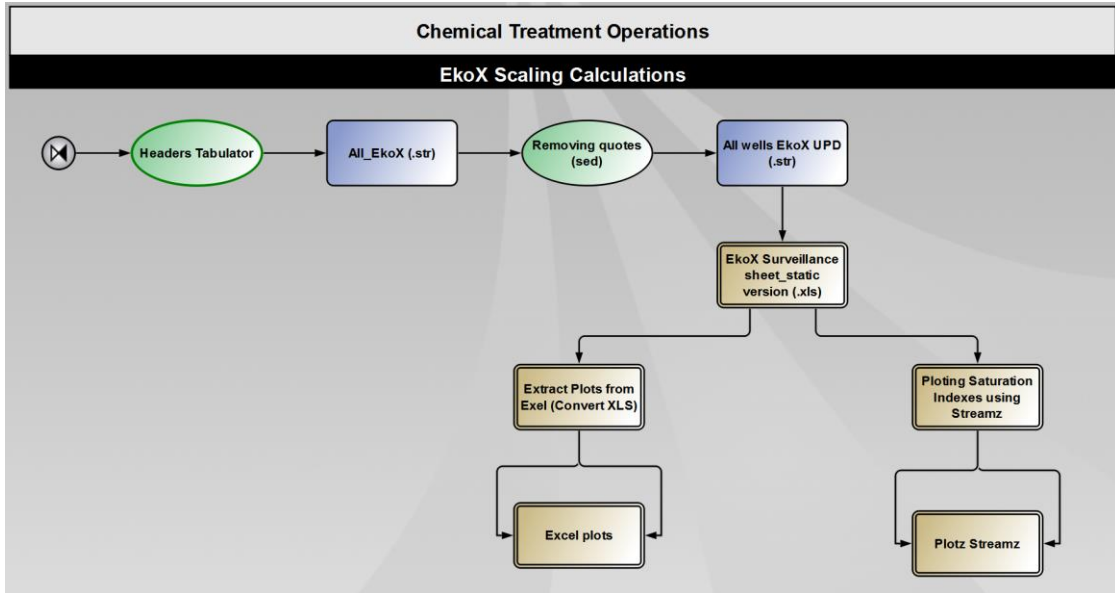 Chemical Treatment Operations
EkoX Scaling Calculations
Headers Tabulator
All_EkoX (.str)
Removing quotes
(sed)
All wells EkoX UPD
(.str)
EkoX Surveillance
sheet_static
version (.xls)
Extract Plots from
Exel (Convert XLS)
Ploting Saturation
Indexes using
Streamz
Excel plots
Plotz Streamz